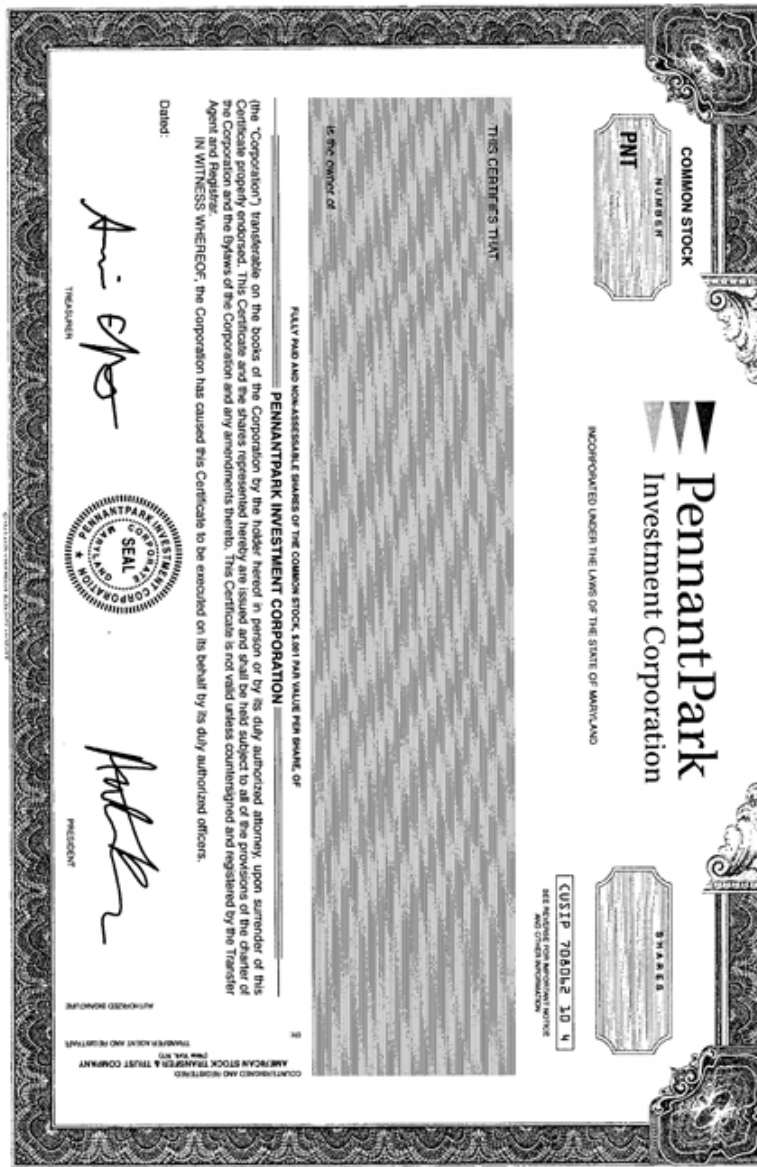 COMMON STOCK
NUMBER
PNT
PennantPark
Investment Corporation
INCORPORATED UNDER THE LAWS OF THE STATE OF MARYLAND
SHARES
CUSIP 708062 10 4
SEE REVERSE FOR IMPORTANT NOTICE
AND OTHER INFORMATION
THIS CERTIFIES THAT
is the owner of
FULLY PAID AND NON-ASSESSABLE SHARES OF THE COMMON STOCK, $.001 PAR VALUE PER SHARE, OF
PENNANTPARK INVESTMENT CORPORATION
(the "Corporation") transferable on the books of the Corporation by the holder hereof in person or by its duly authorized attorney, upon surrender of this
Certificate properly endorsed. This Certificate and the shares represented hereby are issued and shall be held subject to all of the provisions of the charter of
the Corporation and the Bylaws of the Corporation and any amendments thereto. This Certificate is not valid unless countersigned and registered by the Transfer
Agent and Registrar.
IN WITNESS WHEREOF, the Corporation has caused this Certificate to be executed on its behalf by its duly authorized officers.
Dated:
TREASURER
PENNANTPARK INVESTMENT CORPORATION
CORPORATE
SEAL
MARYLAND
PRESIDENT
COUNTERSIGNED AND REGISTERED
AMERICAN STOCK TRANSFER & TRUST COMPANY
(New York, NY)
TRANSFER AGENT AND REGISTRAR
BY:
AUTHORIZED SIGNATURE